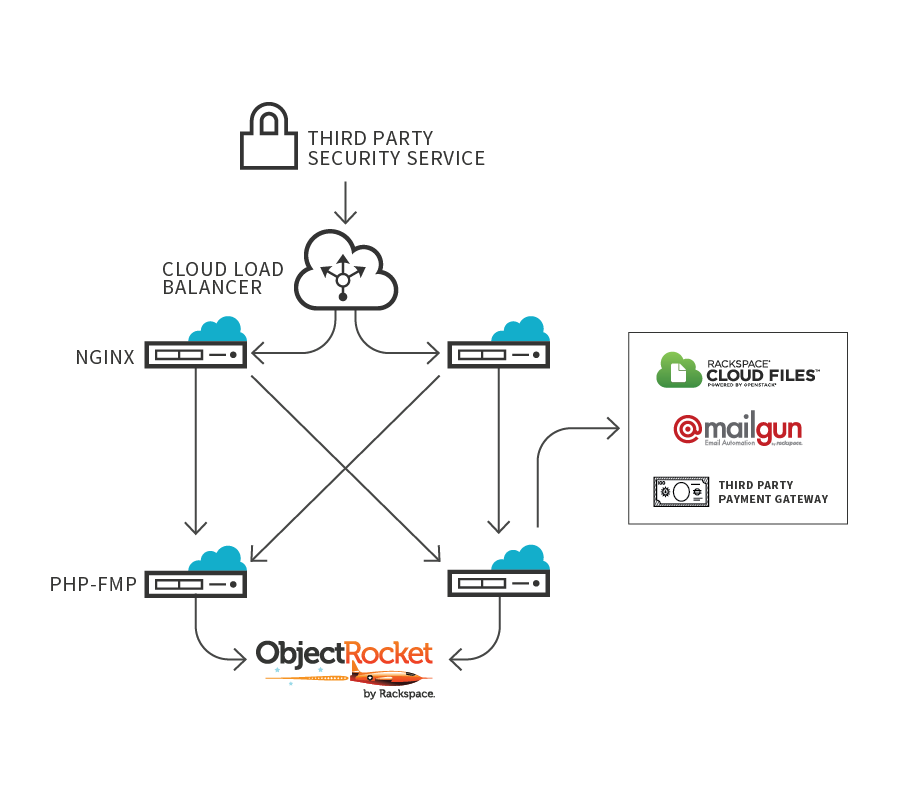 THIRD PARTY
SECURITY SERVICE
CLOUD LOAD
BALANCER
NGINX
RACKSPACE®
CLOUD FILES™
POWERED BY OPENSTACK®
@mailgun
Email Automation by rackspace.
100
THIRD PARTY
PAYMENT GATEWAY
PHP-FMP
ObjectRocket
by Rackspace.